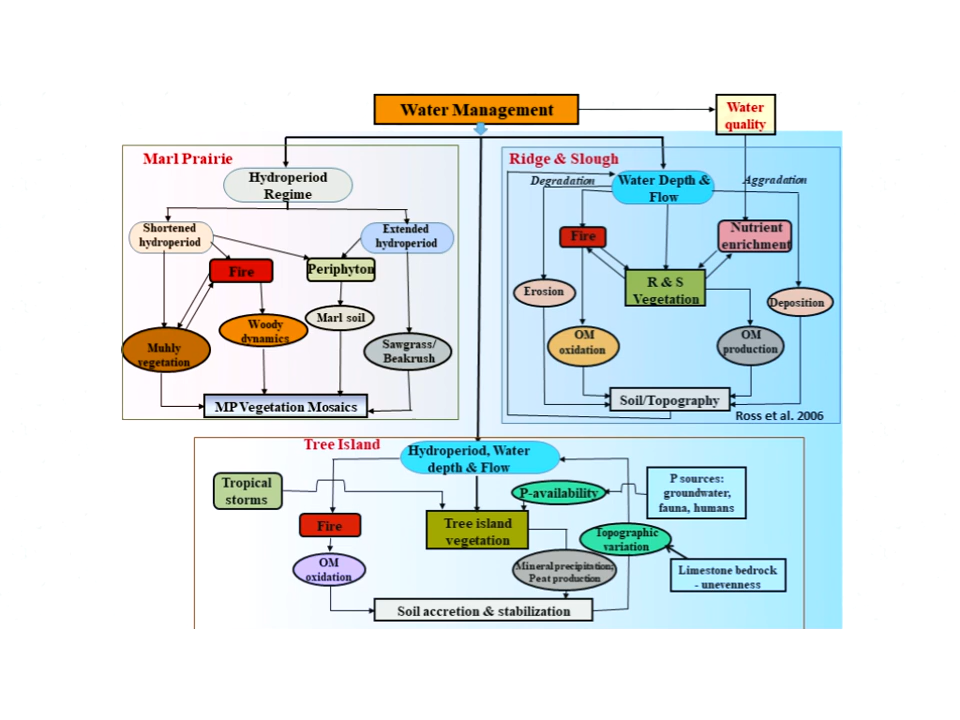 Water Management
Water
quality
Marl Prairie
Hydroperiod
Regime
Shortened
hydroperiod
Extended
hydroperiod
Fire
Periphyton
Woody
dynamics
Marl soil
Muhly
vegetation
Sawgrass/
Beakrush
MP Vegetation Mosaics
Ridge & Slough
Degradation
Water Depth &
Flow
Aggradation
Fire
Nutrient
enrichment
R & S
Vegetation
Erosion
Deposition
OM
oxidation
OM
production
Soil/Topography
Ross et al. 2006
Tree Island
Hydroperiod, Water
depth & Flow
Tropical
storms
P-availability
P sources:
groundwater,
fauna, humans
Fire
Tree island
vegetation
Topographic
variation
OM
oxidation
Mineral precipitation;
Peat production
Limestone bedrock
- unevenness
Soil accretion & stabilization